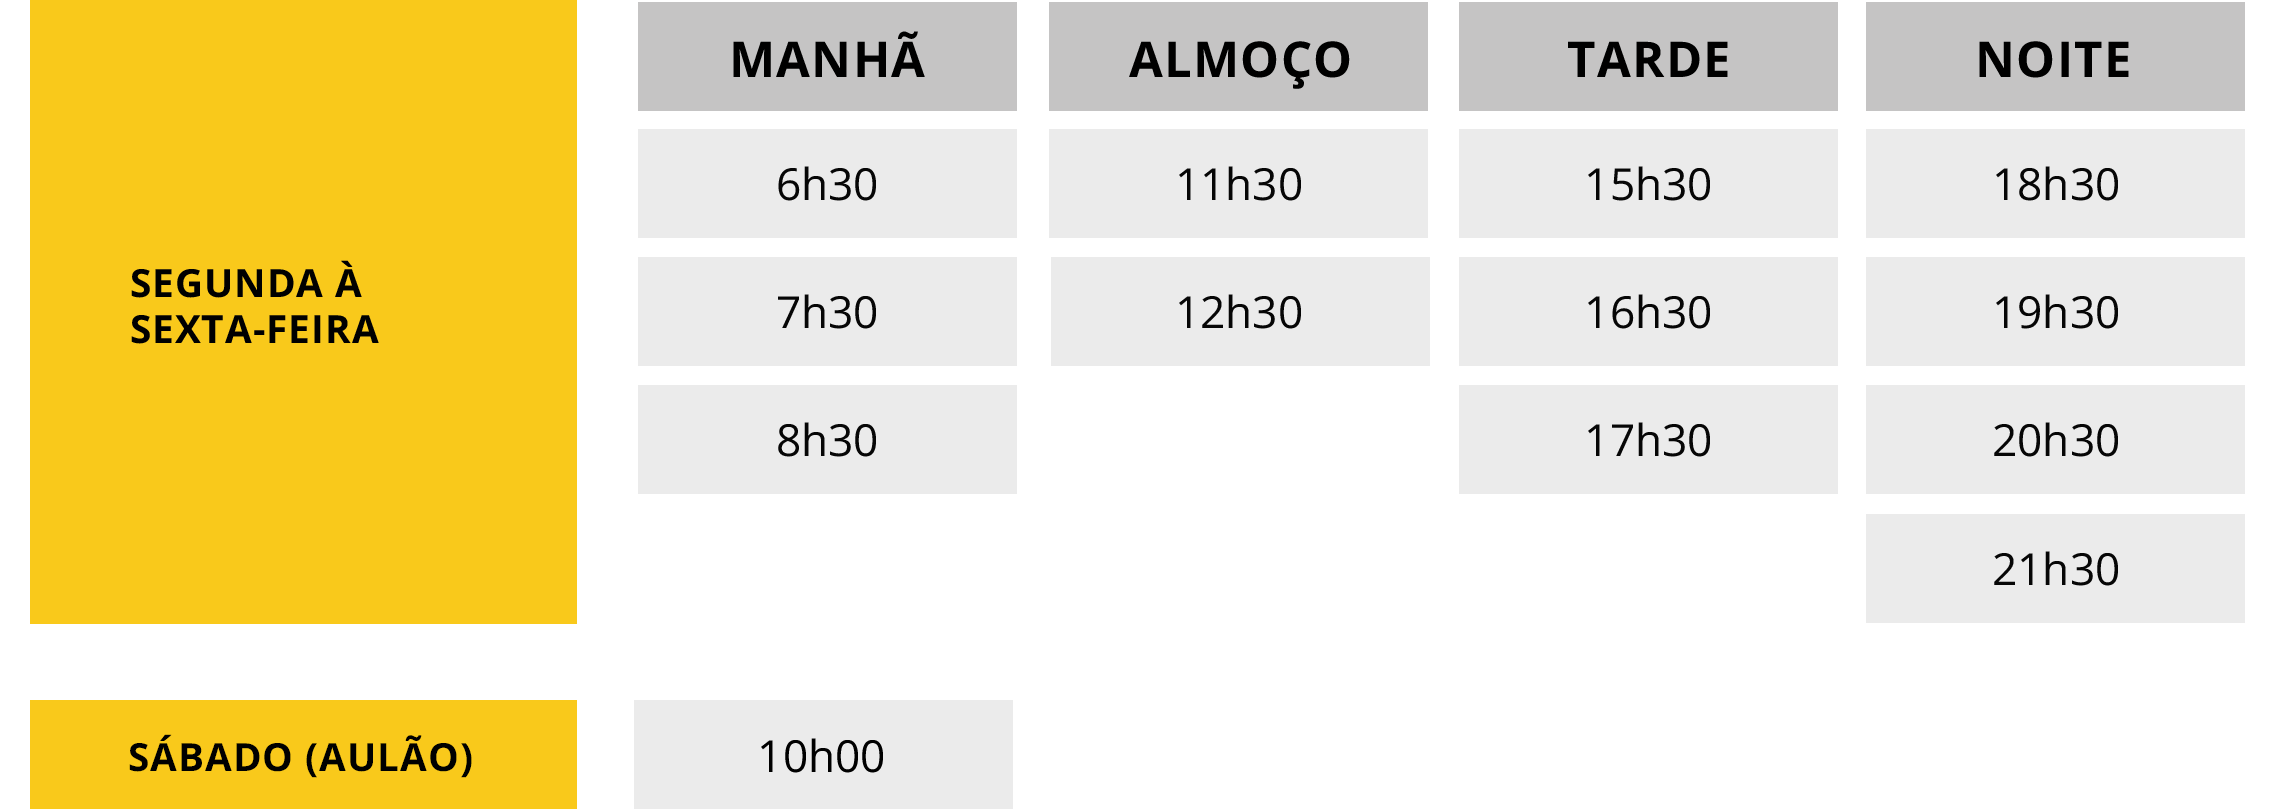 MANHÃ ALMOÇO TARDE NOITE
6h30 11h30 15h30 18h30
SEGUNDA À
SEXTA-FEIRA
7h30 12h30 16h30 19h30
8h30 17h30 20h30
21h30
SÁBADO (AULÃO) 10h00